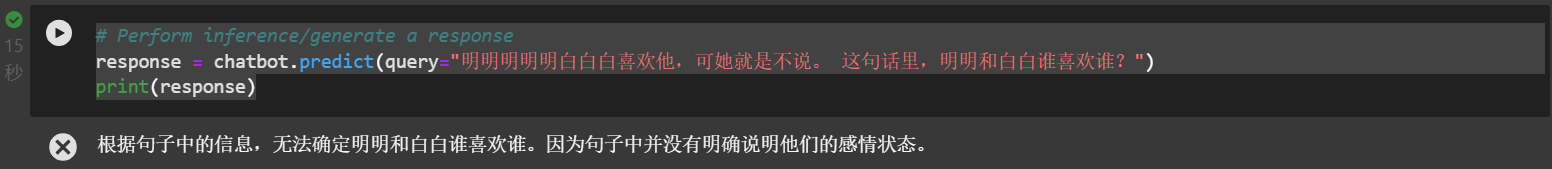 # Perform inference/generate a response
response = chatbot.predict(query="明明明明明白白白喜欢他，可她就是不说。 这句话里，明明和白白谁喜欢谁？")
print(response)
15
秒
根据句子中的信息，无法确定明明和白白谁喜欢谁。因为句子中并没有明确说明他们的感情状态。